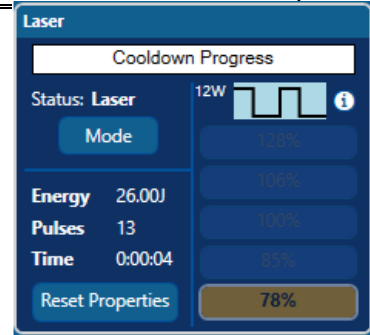 Laser
Cooldown Progress
Status: Laser
12W
Mode
128%
106%
Energy 26.00J
Pulses 13
100%
Time 0:00:04
85%
Reset Properties
78%